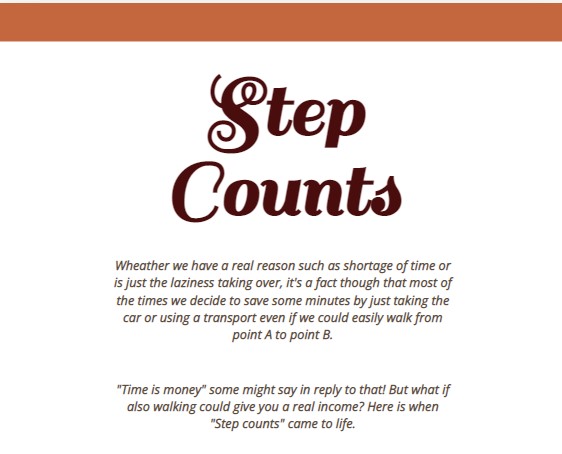 Step
Counts
Wheather we have a real reason such as shortage of time or
is just the laziness taking over, it's a fact though that most of
the times we decide to save some minutes by just taking the
car or using a transport even if we could easily walk from
point A to point B.
"Time is money" some might say in reply to that! But what if
also walking could give you a real income? Here is when
"Step counts" came to life.